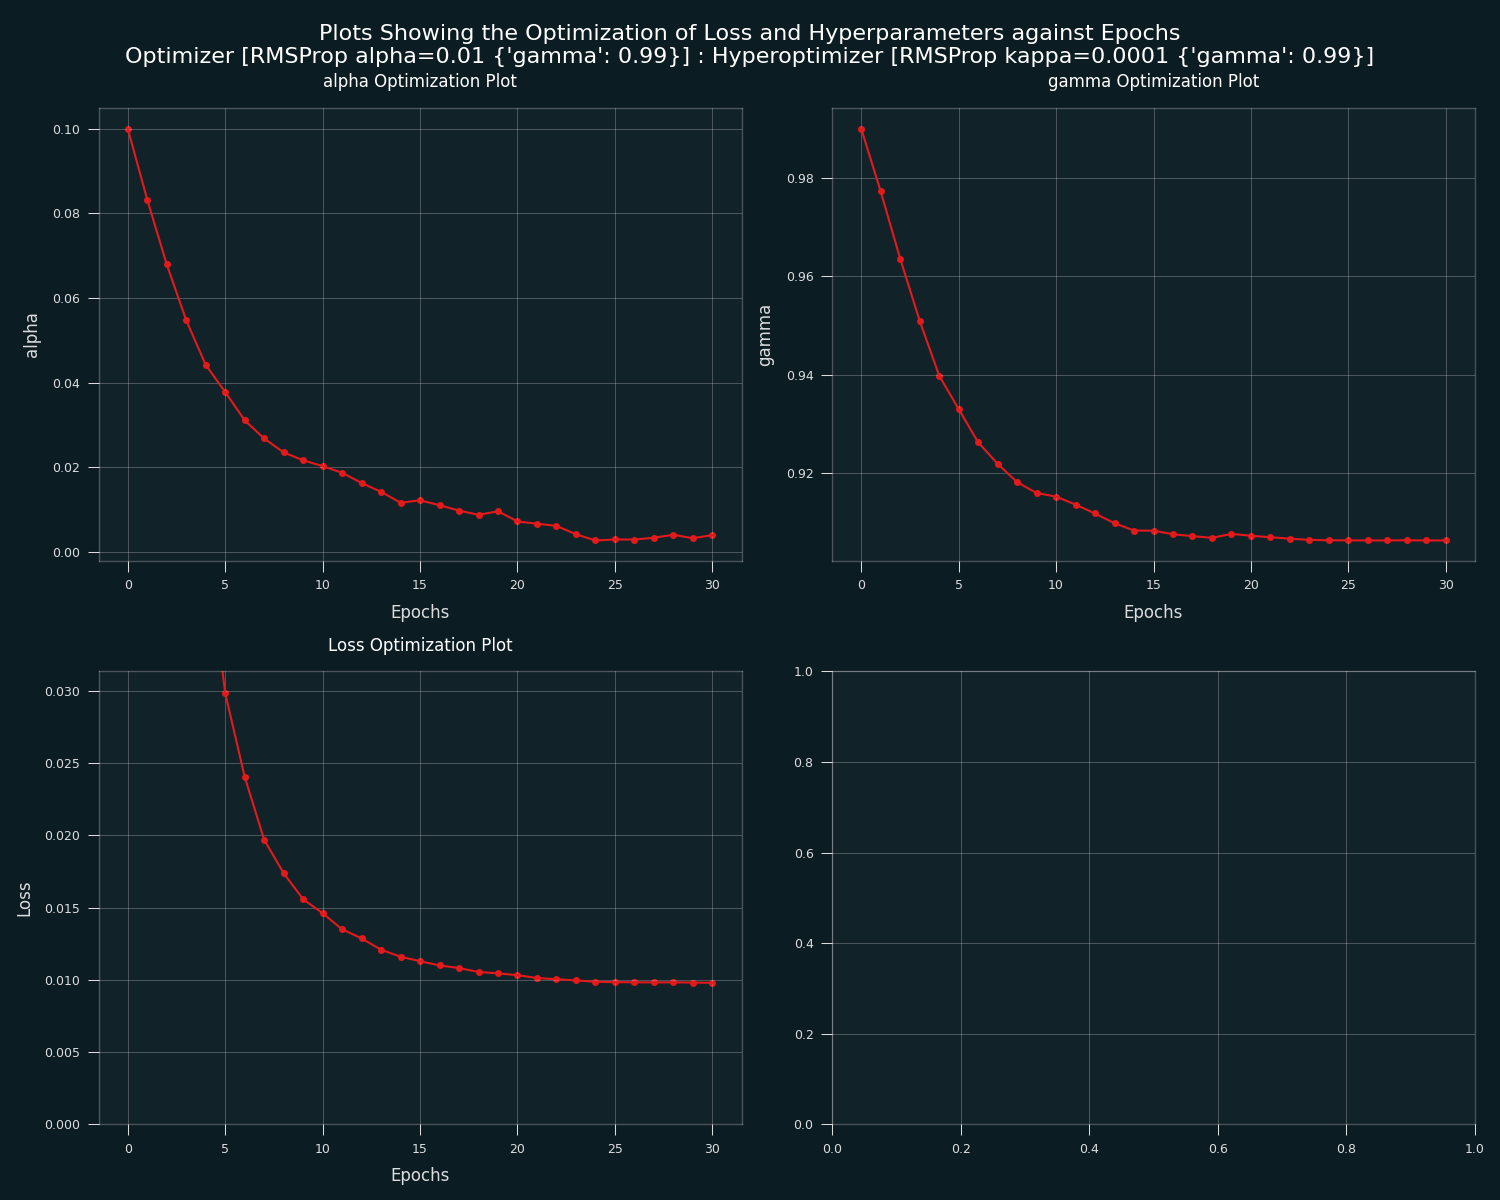 Plots Showing the Optimization of Loss and Hyperparameters against Epochs
Optimizer [RMSProp alpha=0.01 {'gamma': 0.99}] : Hyperoptimizer [RMSProp kappa=0.0001 {'gamma': 0.99}]
alpha Optimization Plot
0.10
0.08
0.06
0.04
0.02
0.00
alpha
0 5 10 15 20 25 30
Epochs
gamma Optimization Plot
0.98
0.96
0.94
0.92
gamma
0 5 10 15 20 25 30
Epochs
Loss Optimization Plot
0.030
0.025
0.020
0.015
0.010
0.005
0.000
Loss
0 5 10 15 20 25 30
Epochs
1.0
0.8
0.6
0.4
0.2
0.0
0.0 0.2 0.4 0.6 0.8 1.0